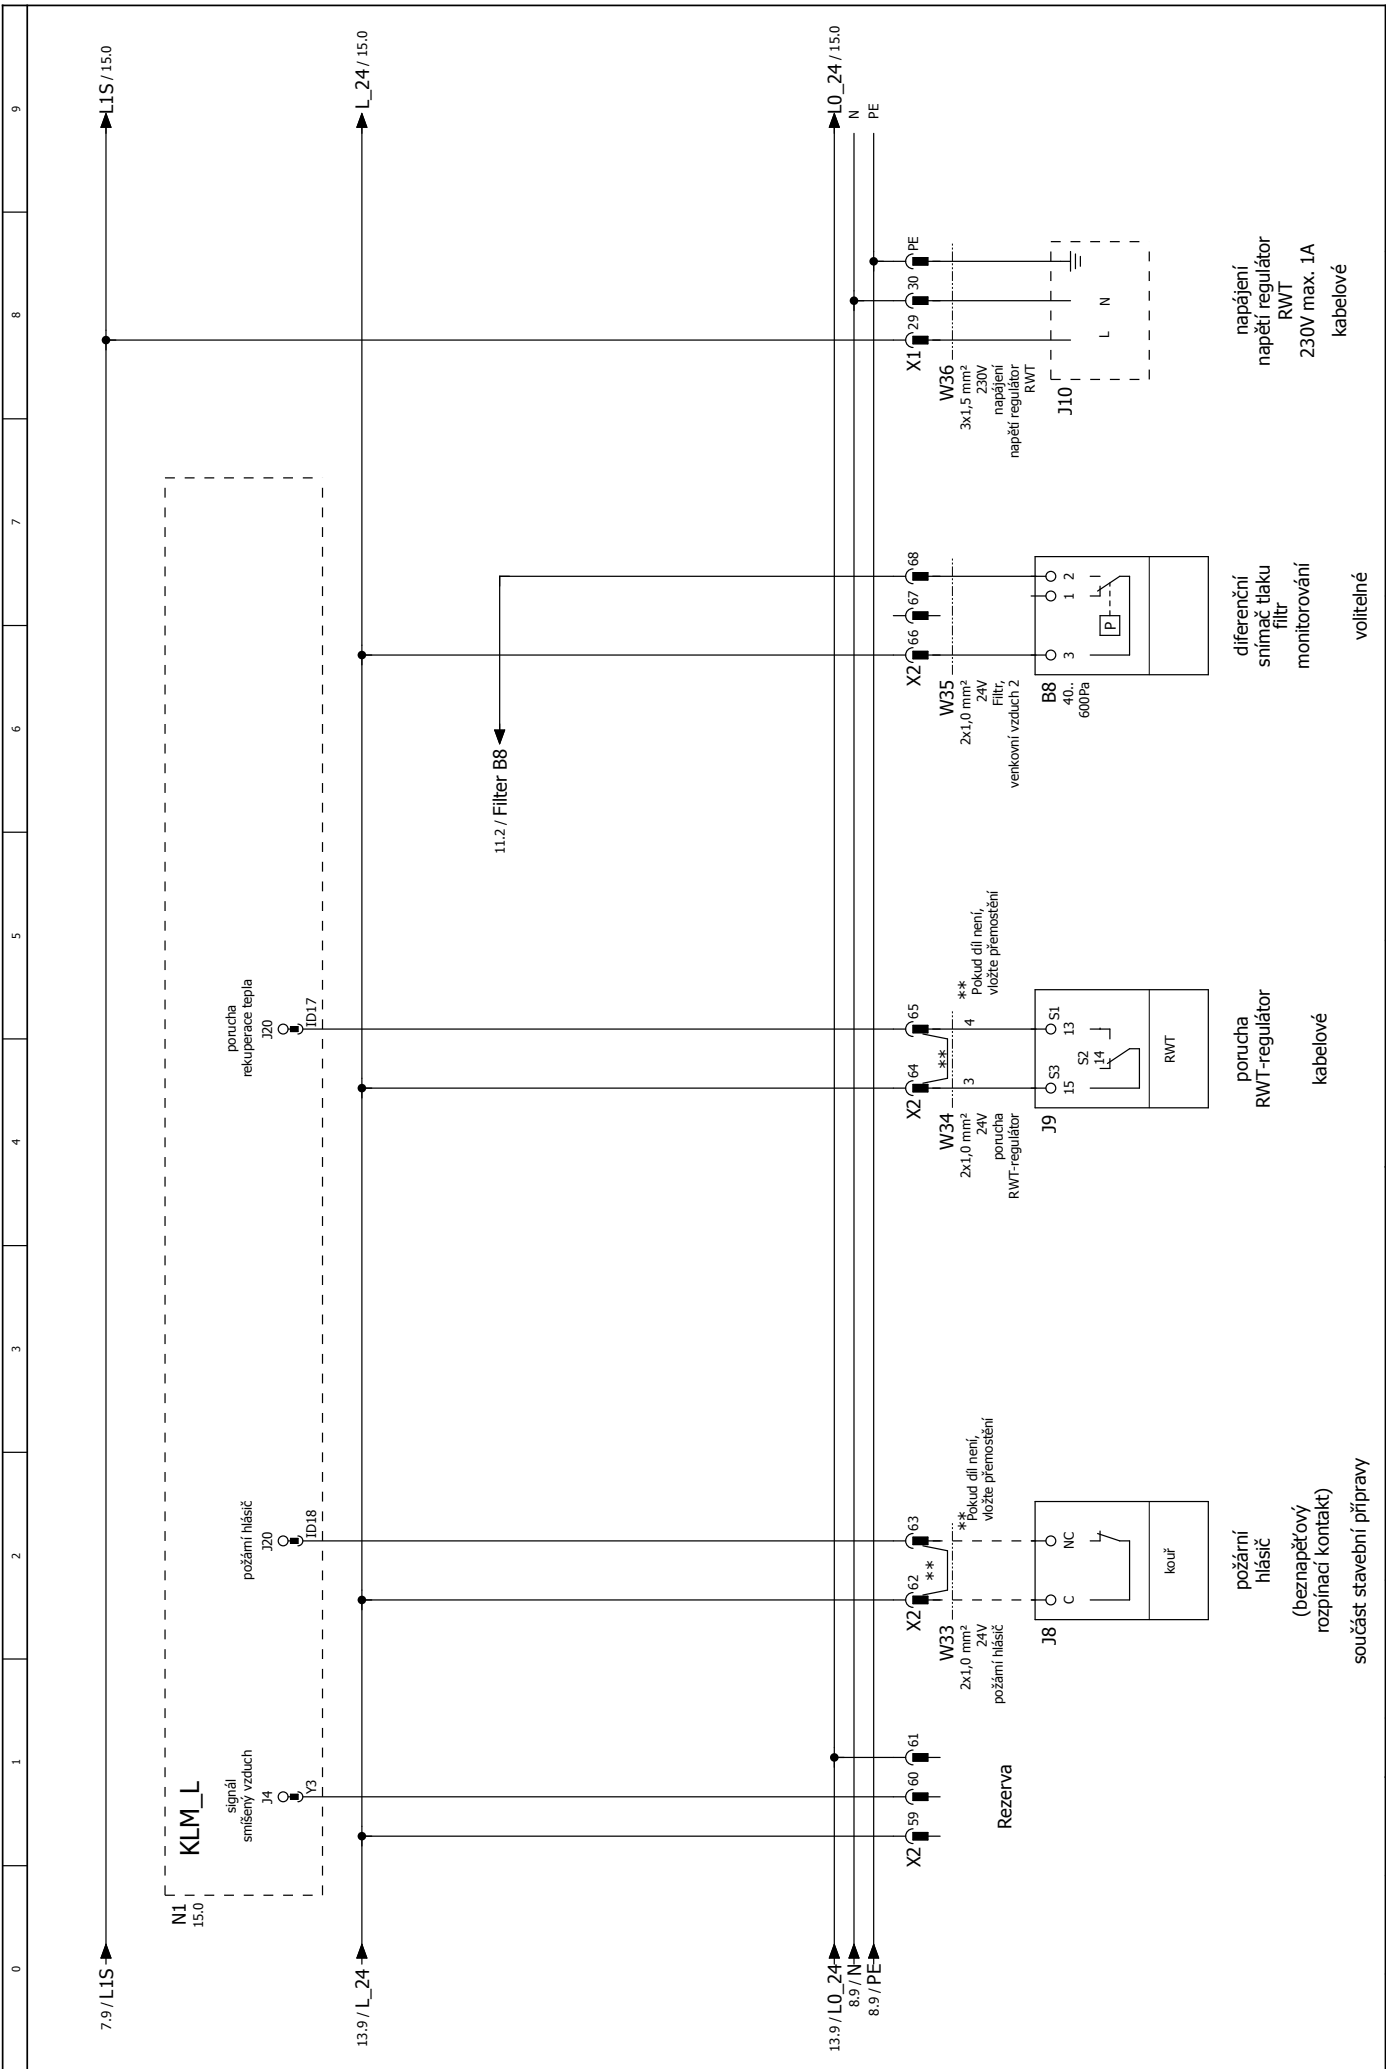 0
1
2
3
4
5
6
7
8
9
7.9 / L1S
L1S / 15.0
N1
15.0
KLM_L
signál
smíšený vzduch
J4
Y3
požární hlásič
J20
ID18
porucha
rekuperace tepla
J20
ID17
13.9 / L_24
L_24 / 15.0
11.2 / Filter B8
13.9 / L0_24
L0_24 / 15.0
8.9 / N
N
8.9 / PE
PE
X2
59
60
61
Rezerva
X2
62
63
**
W33
2x1,0 mm²
24V
požární hlásič
**
Pokud díl není,
vložte přemostění
J8
C
NC
kouř
požární
hlásič
(beznapěťový
rozpínací kontakt)
součást stavební přípravy
X2
64
65
**
W34
2x1,0 mm²
24V
porucha
RWT-regulátor
3
4
**
Pokud díl není,
vložte přemostění
J9
S3
15
S2
14
S1
13
RWT
porucha
RWT-regulátor
kabelové
X2
66
67
68
W35
2x1,0 mm²
24V
Filtr,
venkovní vzduch 2
B8
40..
600Pa
3
1
2
P
diferenční
snímač tlaku
filtr
monitorování
volitelné
X1
29
30
PE
W36
3x1,5 mm²
230V
napájení
napětí regulátor
RWT
J10
L
N
napájení
napětí regulátor
RWT
230V max. 1A
kabelové